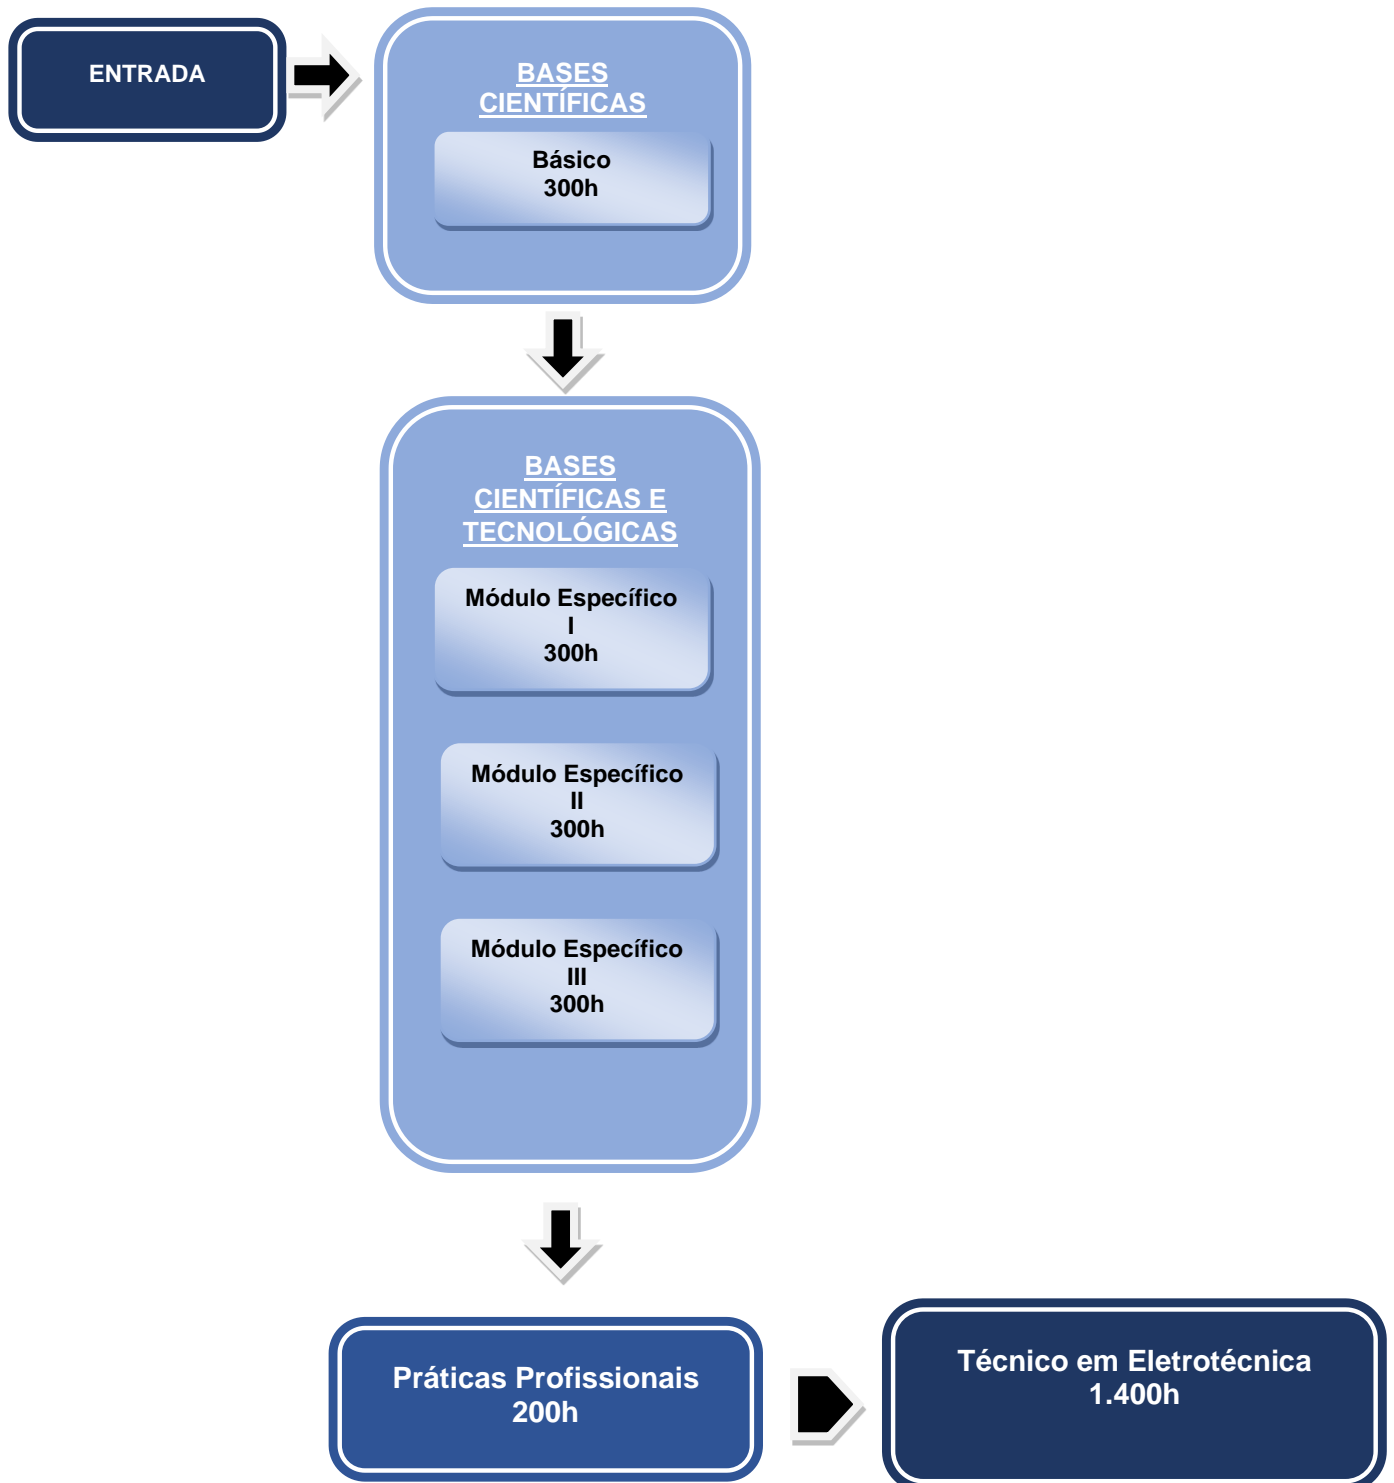 ENTRADA
BASES
CIENTÍFICAS
Básico
300h
BASES
CIENTÍFICAS E
TECNOLÓGICAS
Módulo Específico
I
300h
Módulo Específico
II
300h
Módulo Específico
III
300h
Práticas Profissionais
200h
Técnico em Eletrotécnica
1.400h